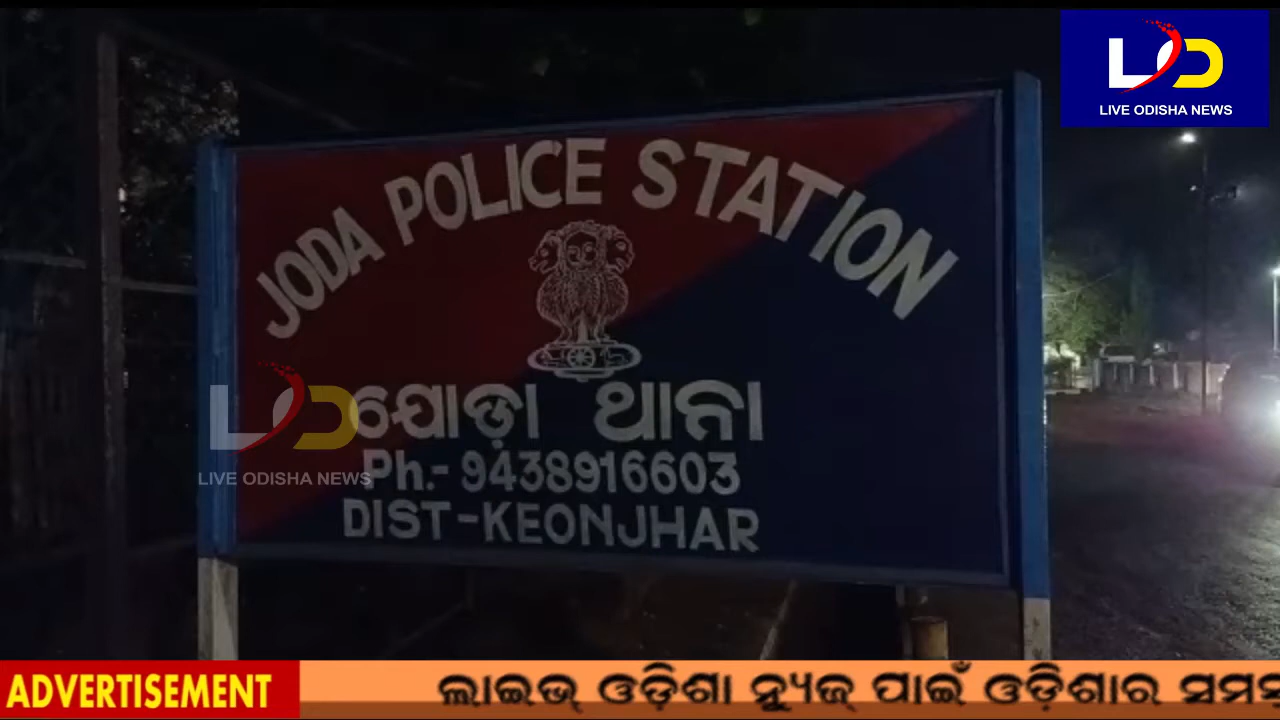 LIVE ODISHA NEWS
JODA POLICE STATION
ଯୋଡ଼ା ଥାନା
Ph.- 9438916603
DIST-KEONJHAR
LIVE ODISHA NEWS
ADVERTISEMENT
ଲାଇଭ୍ ଓଡ଼ିଶା ନ୍ୟୁଜ୍ ପାଇଁ ଓଡ଼ିଶାର